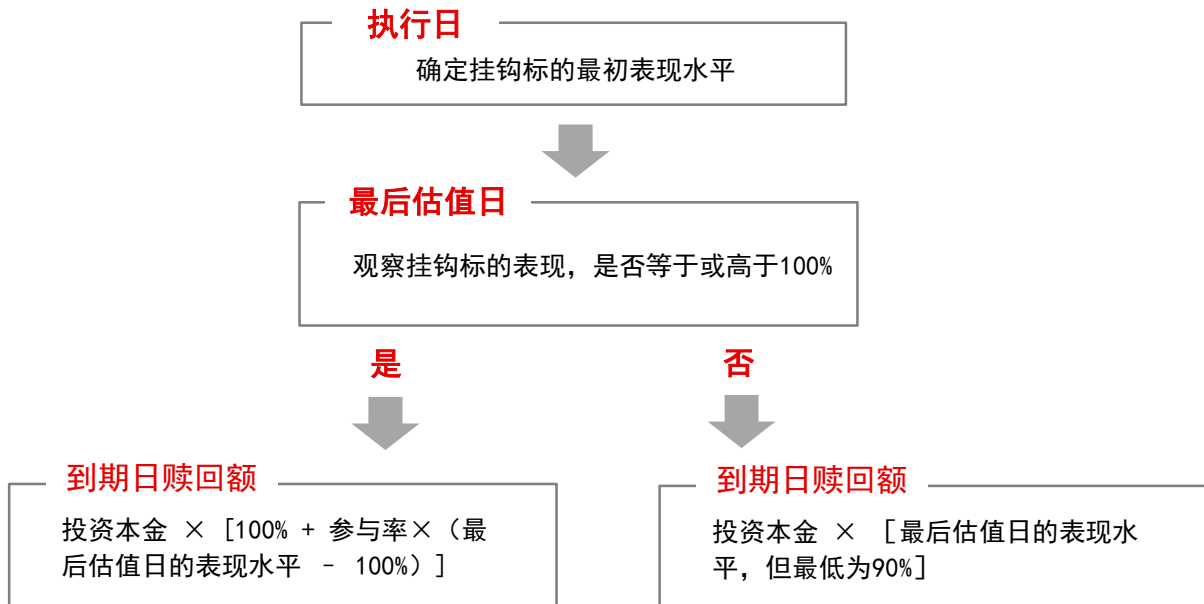 执行日
确定挂钩标的最初表现水平
最后估值日
观察挂钩标的表现，是否等于或高于100%
是
否
到期日赎回额
投资本金 × [100% + 参与率×（最
后估值日的表现水平 – 100%）]
到期日赎回额
投资本金 × ［最后估值日的表现水
平，但最低为90%]